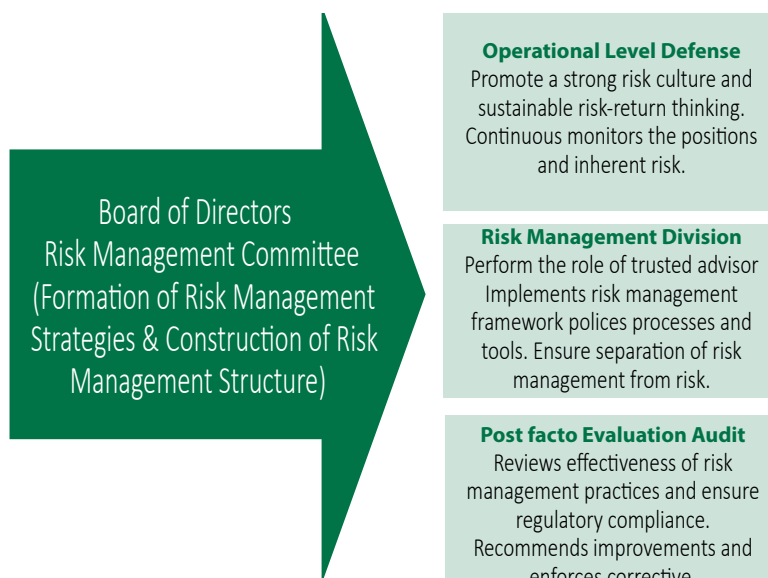 Board of Directors
Risk Management Committee
(Formation of Risk Management
Strategies & Construction of Risk
Management Structure)
Operational Level Defense
Promote a strong risk culture and
sustainable risk-return thinking.
Continuous monitors the positions
and inherent risk.
Risk Management Division
Perform the role of trusted advisor
Implements risk management
framework polices processes and
tools. Ensure separation of risk
management from risk.
Post facto Evaluation Audit
Reviews effectiveness of risk
management practices and ensure
regulatory compliance.
Recommends improvements and
enforces corrective